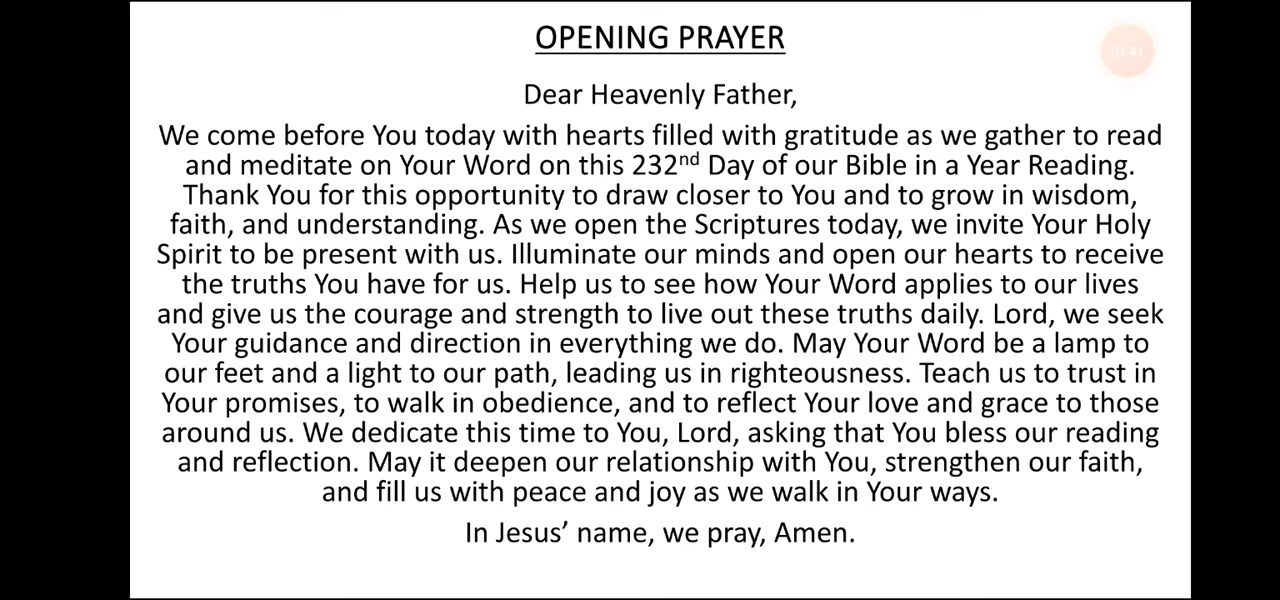 OPENING PRAYER
01:41
Dear Heavenly Father,
We come before You today with hearts filled with gratitude as we gather to read
and meditate on Your Word on this 232nd Day of our Bible in a Year Reading.
Thank You for this opportunity to draw closer to You and to grow in wisdom,
faith, and understanding. As we open the Scriptures today, we invite Your Holy
Spirit to be present with us. Illuminate our minds and open our hearts to receive
the truths You have for us. Help us to see how Your Word applies to our lives
and give us the courage and strength to live out these truths daily. Lord, we seek
Your guidance and direction in everything we do. May Your Word be a lamp to
our feet and a light to our path, leading us in righteousness. Teach us to trust in
Your promises, to walk in obedience, and to reflect Your love and grace to those
around us. We dedicate this time to You, Lord, asking that You bless our reading
and reflection. May it deepen our relationship with You, strengthen our faith,
and fill us with peace and joy as we walk in Your ways.
In Jesus’ name, we pray, Amen.